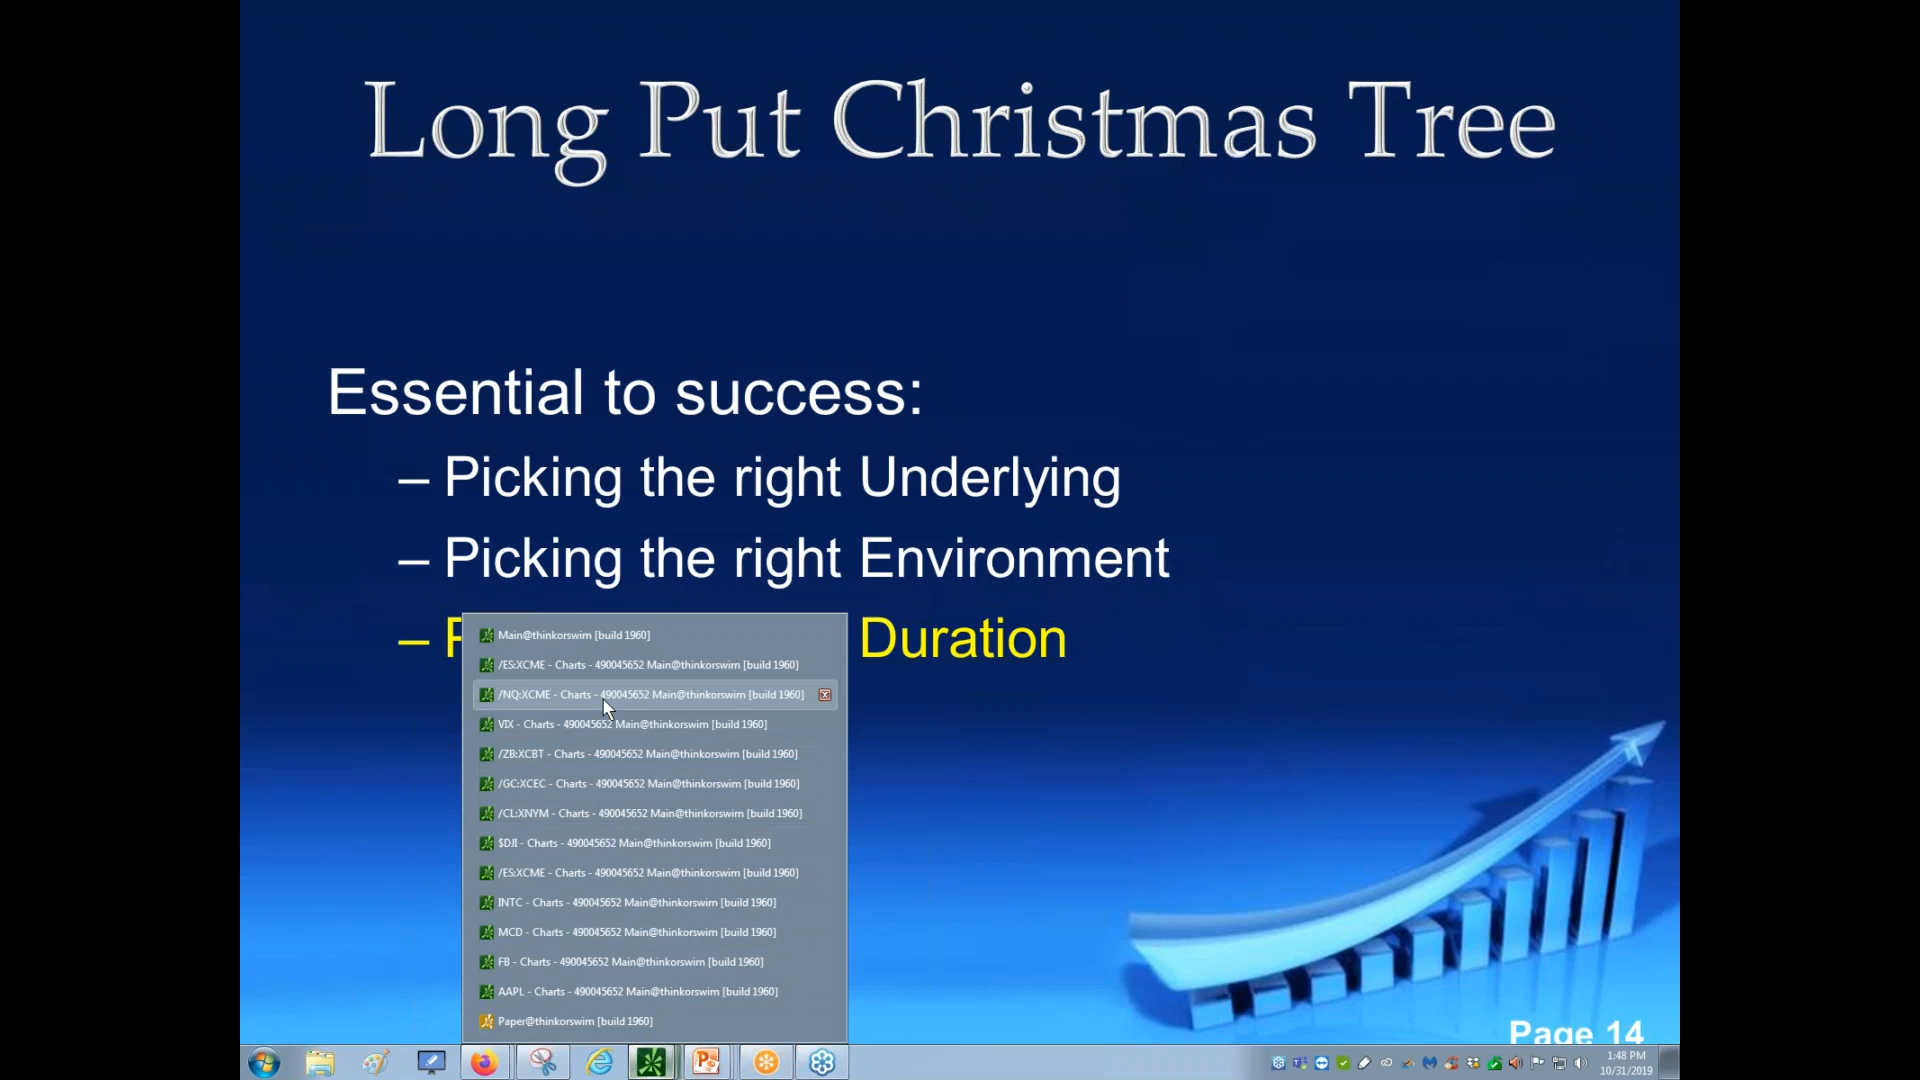 Long Put Christmas Tree
Essential to success:
– Picking the right Underlying
– Picking the right Environment
– Duration
Main@thinkorswim [build 1960]
/ES:XCME - Charts - 490045652 Main@thinkorswim [build 1960]
/NQ:XCME - Charts - 490045652 Main@thinkorswim [build 1960]
VIX - Charts - 490045652 Main@thinkorswim [build 1960]
/ZB:XCBT - Charts - 490045652 Main@thinkorswim [build 1960]
/GC:XCEC - Charts - 490045652 Main@thinkorswim [build 1960]
/CL:XNYM - Charts - 490045652 Main@thinkorswim [build 1960]
$DJI - Charts - 490045652 Main@thinkorswim [build 1960]
/ES:XCME - Charts - 490045652 Main@thinkorswim [build 1960]
INTC - Charts - 490045652 Main@thinkorswim [build 1960]
MCD - Charts - 490045652 Main@thinkorswim [build 1960]
FB - Charts - 490045652 Main@thinkorswim [build 1960]
AAPL - Charts - 490045652 Main@thinkorswim [build 1960]
Paper@thinkorswim [build 1960]
Page 14
1:48 PM
10/31/2019